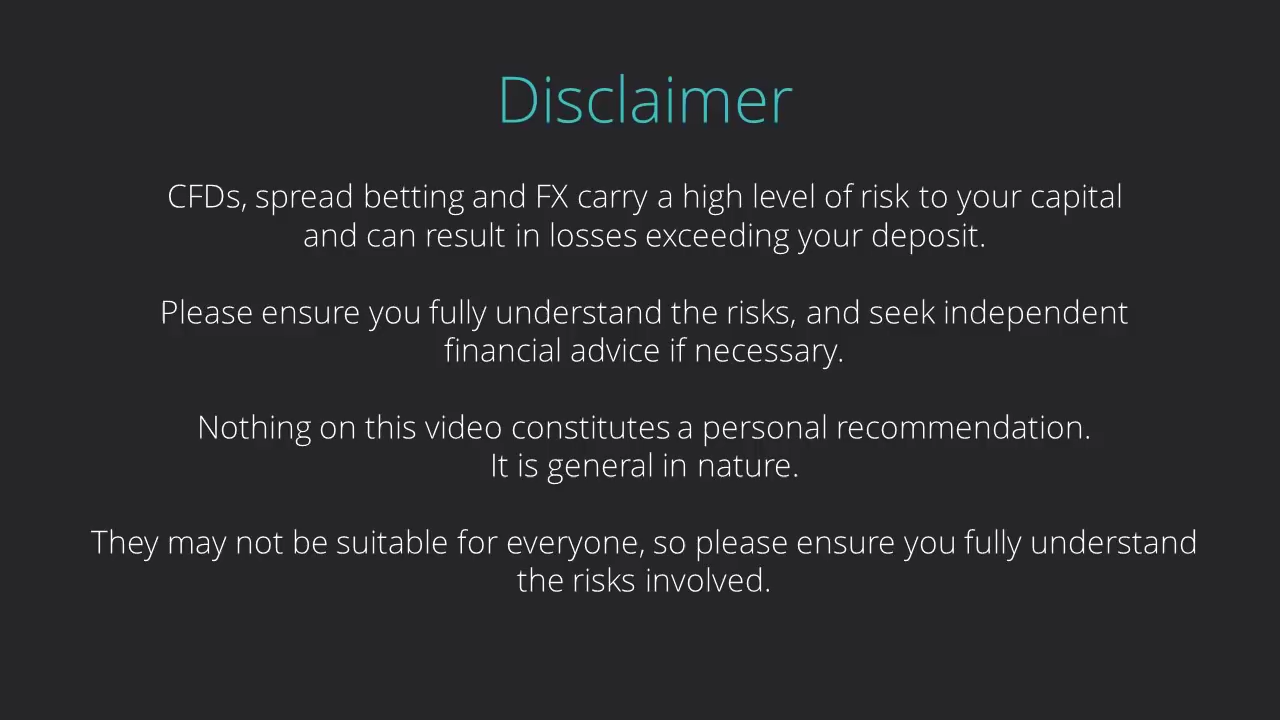 Disclaimer
CFDs, spread betting and FX carry a high level of risk to your capital
and can result in losses exceeding your deposit.
Please ensure you fully understand the risks, and seek independent
financial advice if necessary.
Nothing on this video constitutes a personal recommendation.
It is general in nature.
They may not be suitable for everyone, so please ensure you fully understand
the risks involved.